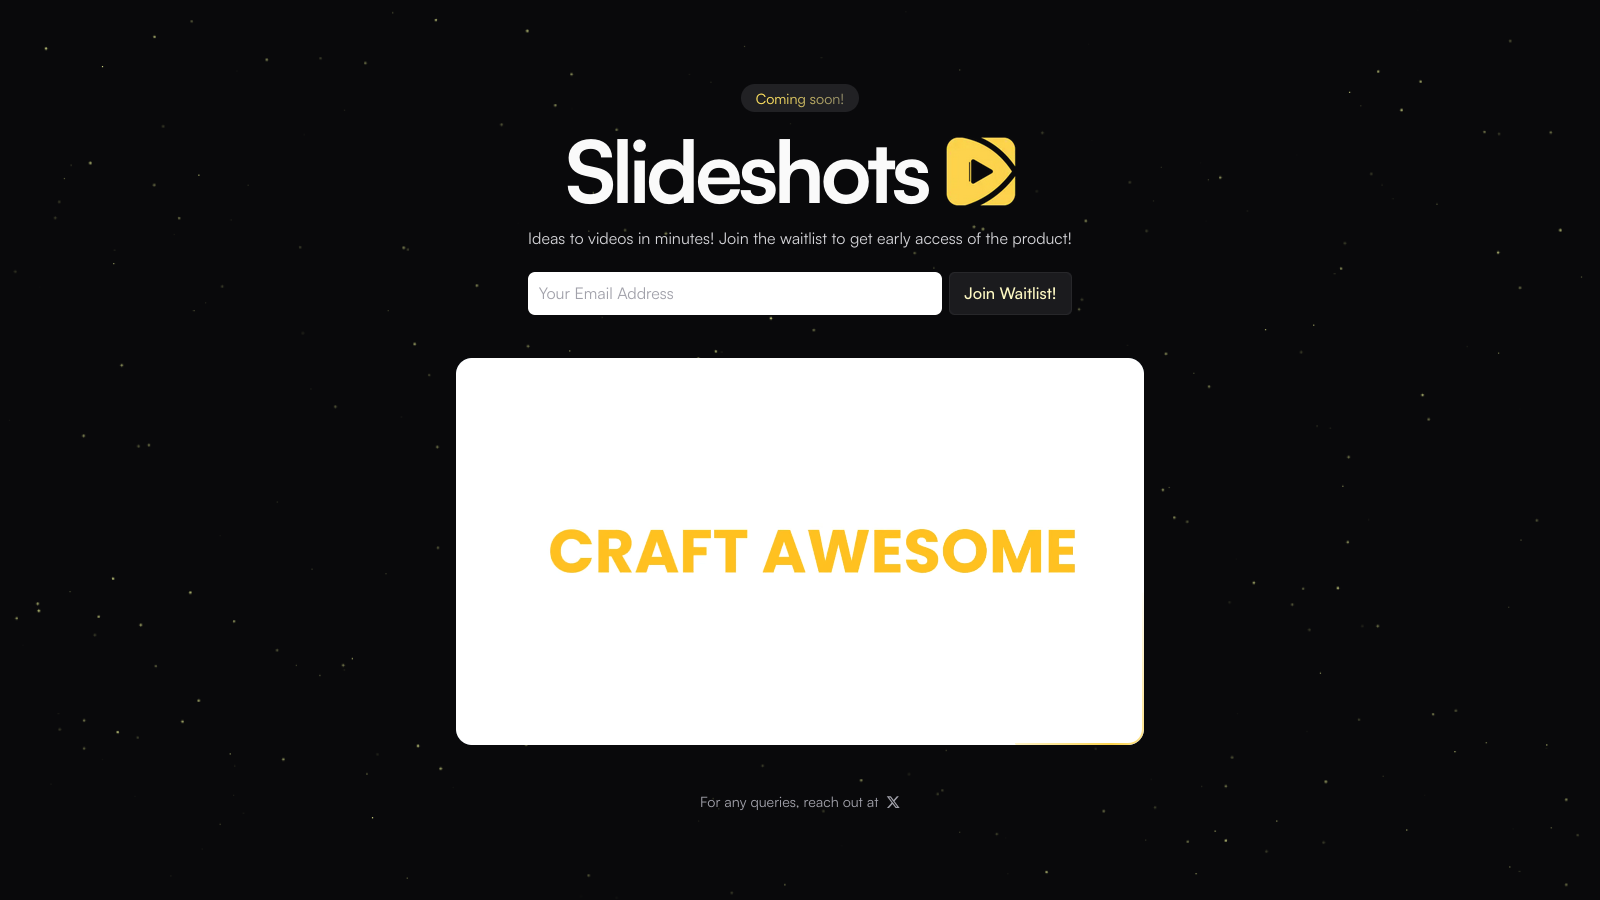 Coming soon!
Slideshots
Ideas to videos in minutes! Join the waitlist to get early access of the product!
Your Email Address
Join Waitlist!
CRAFT AWESOME
For any queries, reach out at